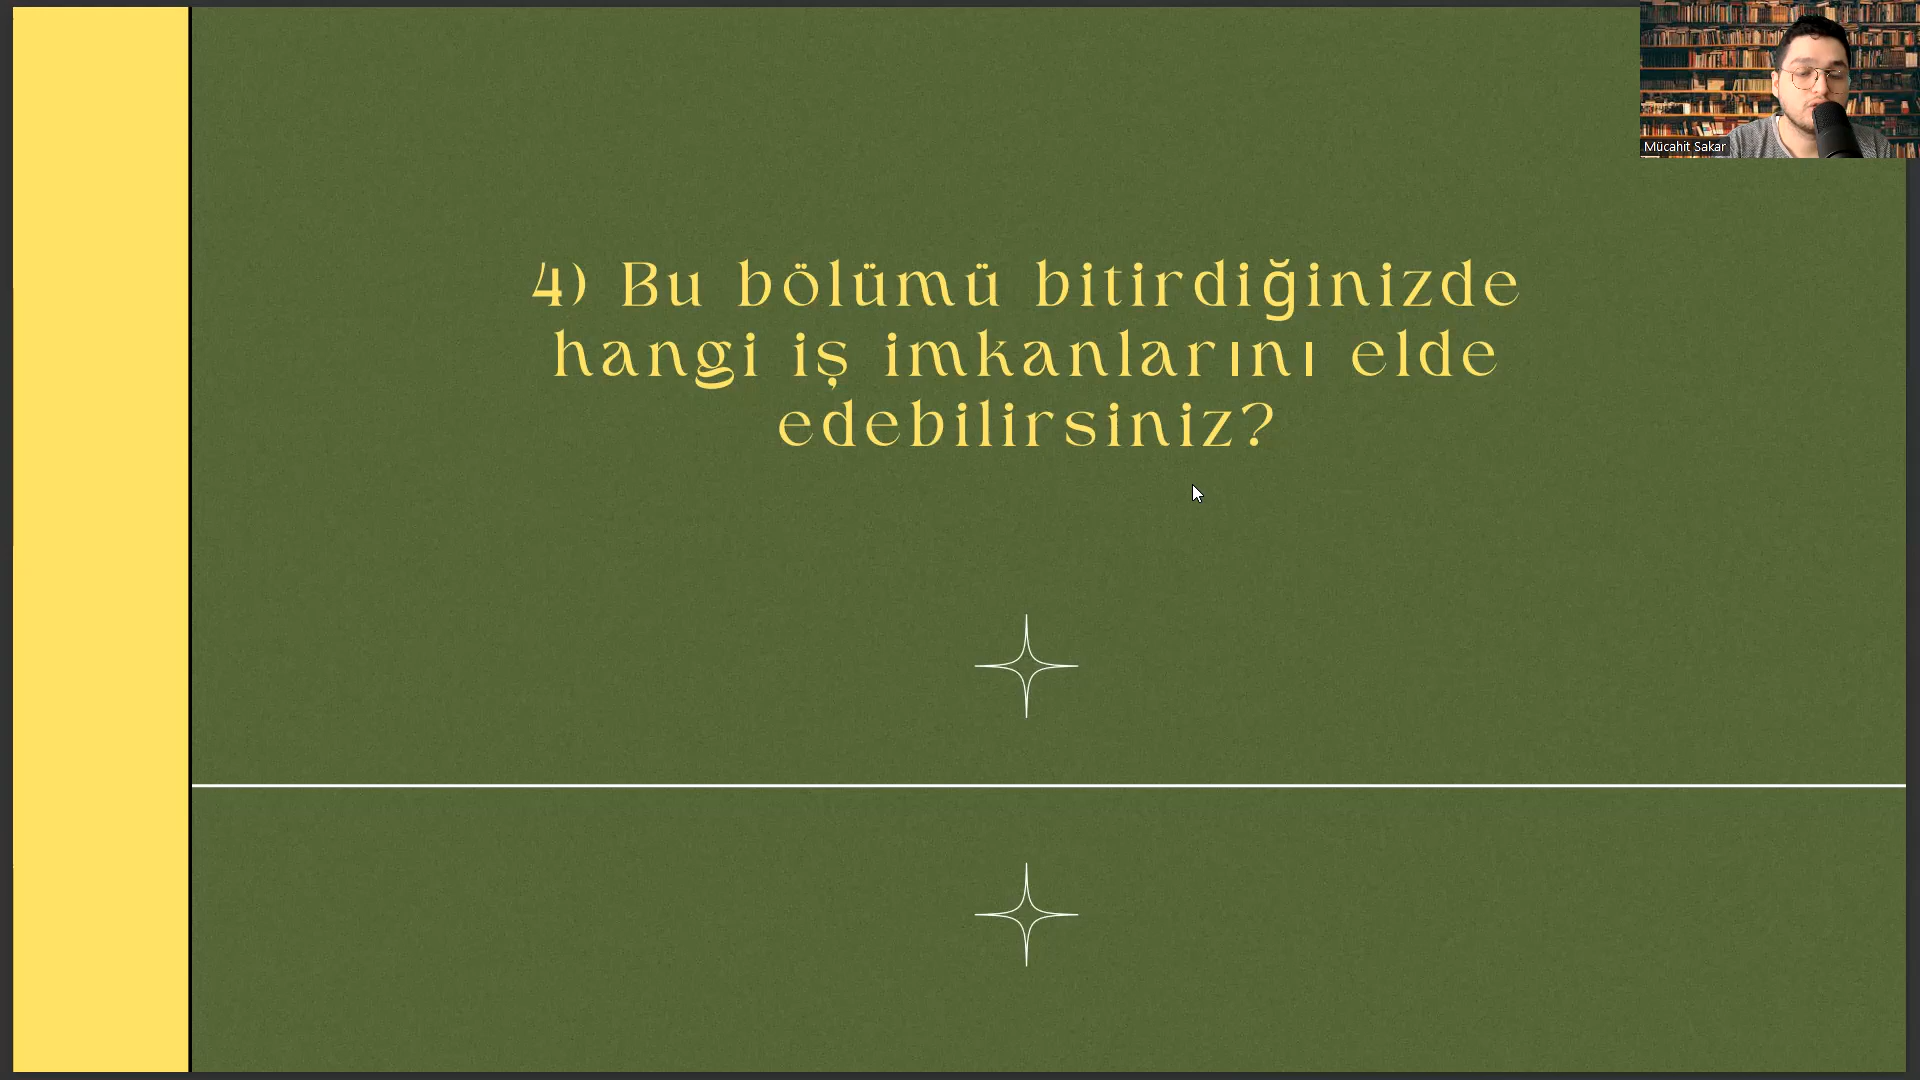 Mücahit Sakar
4) Bu bölümü bitirdiğinizde
hangi iş imkanlarını elde
edebilirsiniz?